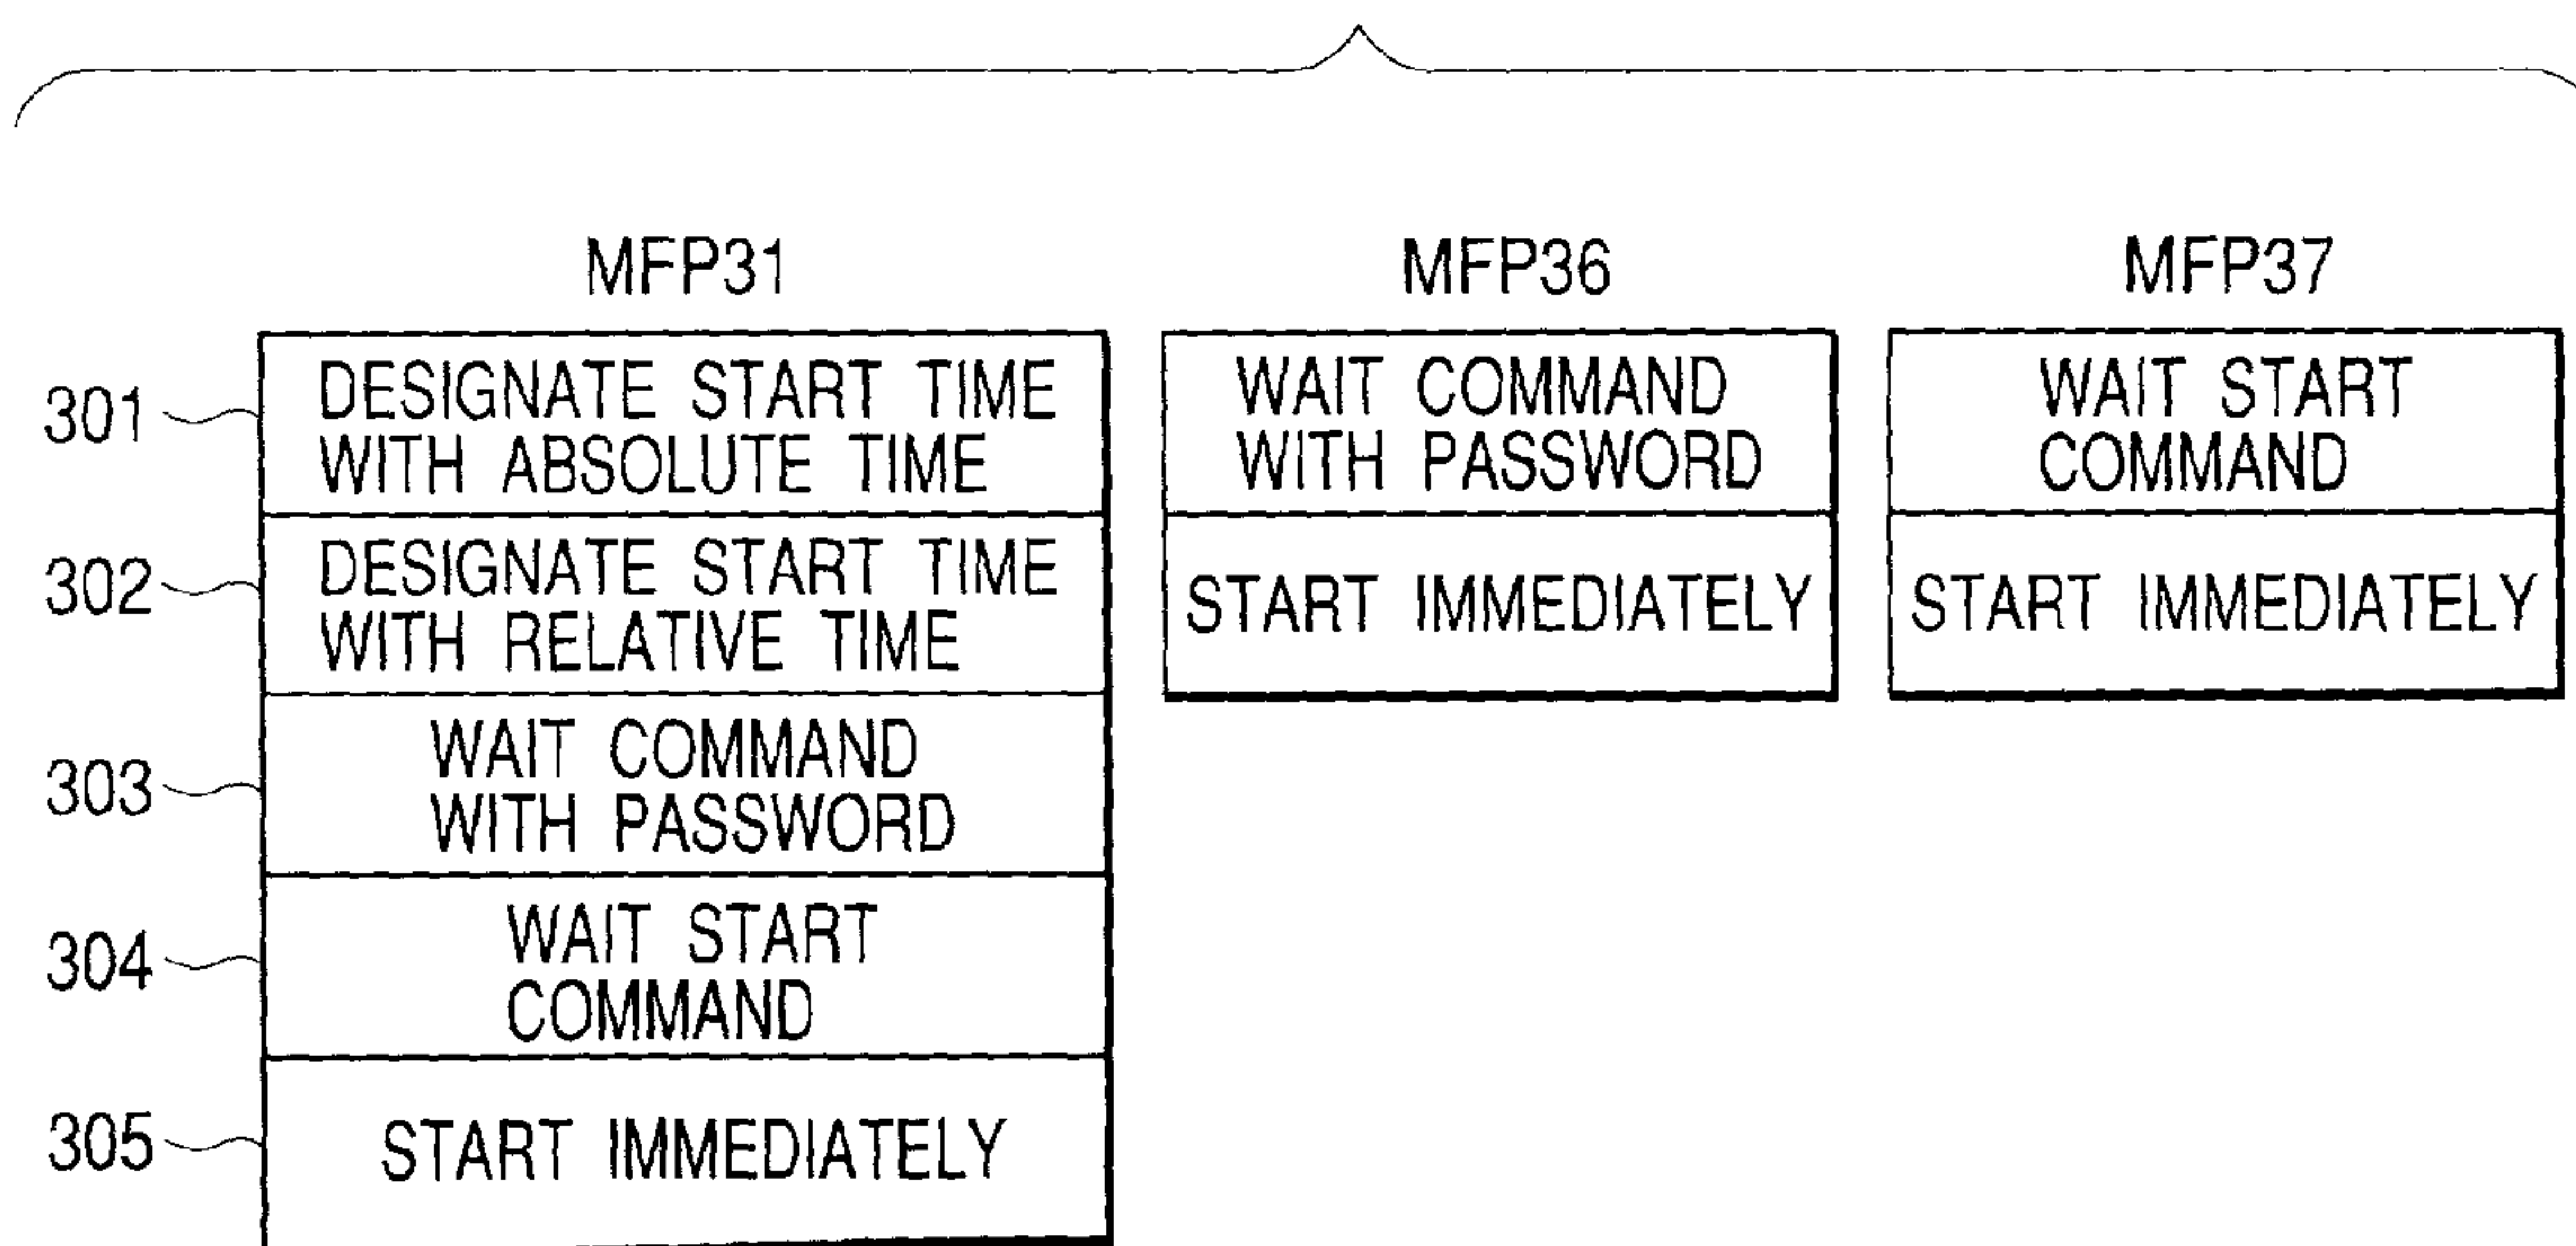 MFP31
301
DESIGNATE START TIME
WITH ABSOLUTE TIME
302
DESIGNATE START TIME
WITH RELATIVE TIME
303
WAIT COMMAND
WITH PASSWORD
304
WAIT START
COMMAND
305
START IMMEDIATELY
MFP36
WAIT COMMAND
WITH PASSWORD
START IMMEDIATELY
MFP37
WAIT START
COMMAND
START IMMEDIATELY